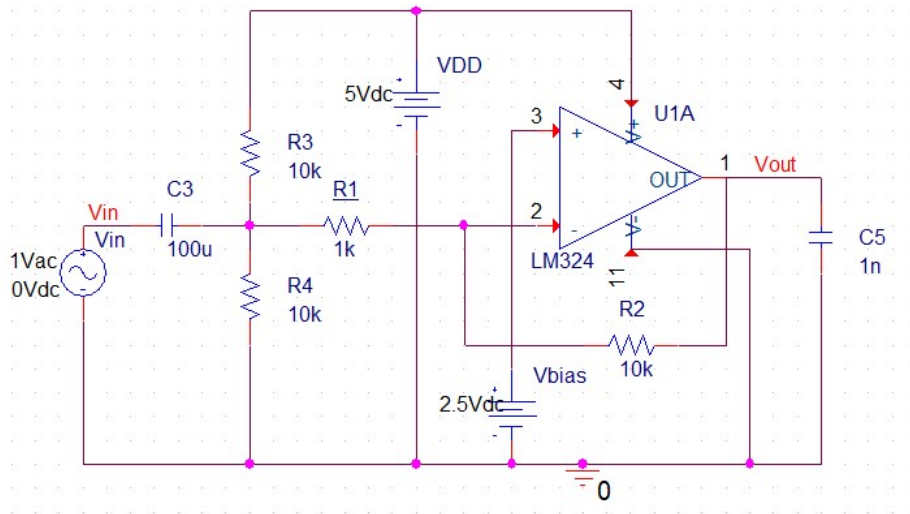 VDD
5Vdc
4
3
+
V+
U1A
R3
10k
1
Vout
C3
R1
OUT
Vin
Vin
100u
1k
2
-
V-
C5
1n
1Vac
0Vdc
LM324
11
R4
10k
R2
10k
Vbias
2.5Vdc
0